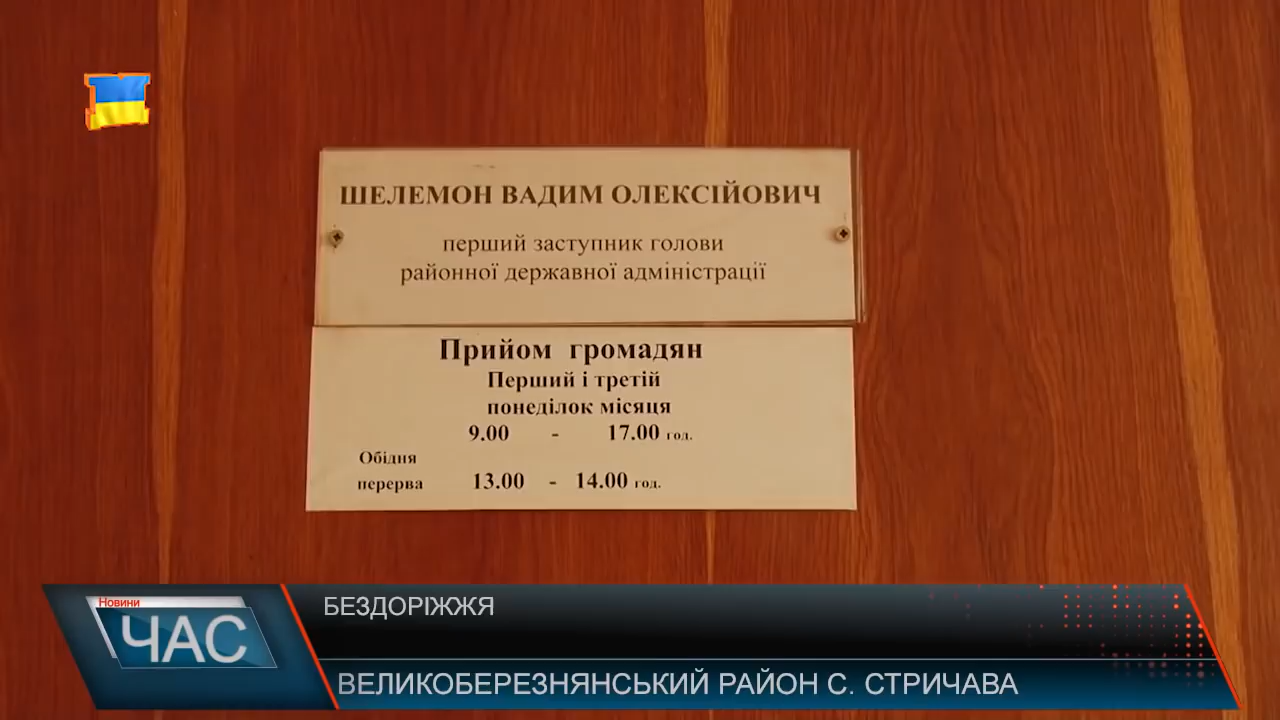 ШЕЛЕМОН ВАДИМ ОЛЕКСІЙОВИЧ
перший заступник голови
районної державної адміністрації
Прийом громадян
Перший і третій
понеділок місяця
9.00 - 17.00 год.
Обідня
перерва 13.00 - 14.00 год.
Новини
ЧАС
БЕЗДОРІЖЖЯ
ВЕЛИКОБЕРЕЗНЯНСЬКИЙ РАЙОН С. СТРИЧАВА